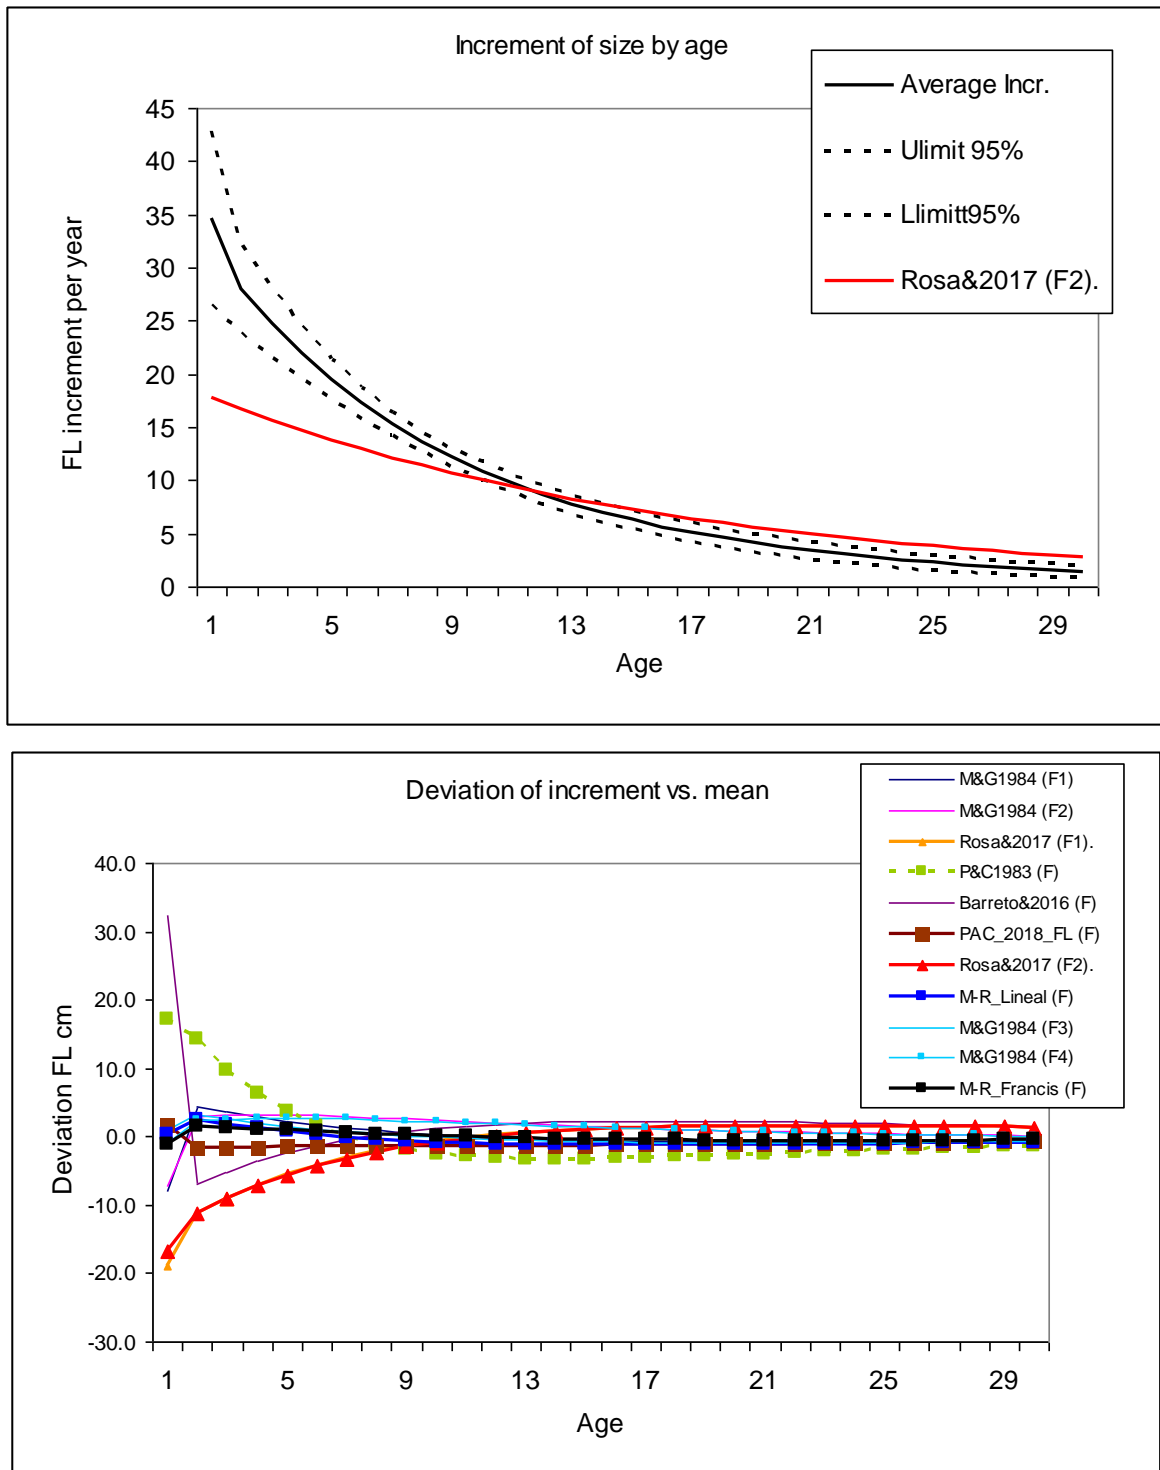 Increment of size by age
Average Incr.
Ulimit 95%
Llimitt95%
Rosa&2017 (F2).
45
40
35
30
25
20
15
10
5
0
FL increment per year
1 5 9 13 17 21 25 29
Age
Deviation of increment vs. mean
M&G1984 (F1)
M&G1984 (F2)
Rosa&2017 (F1).
P&C1983 (F)
Barreto&2016 (F)
PAC_2018_FL (F)
Rosa&2017 (F2).
M-R_Lineal (F)
M&G1984 (F3)
M&G1984 (F4)
M-R_Francis (F)
40.0
30.0
20.0
10.0
0.0
-10.0
-20.0
-30.0
Deviation FL cm
1 5 9 13 17 21 25 29
Age